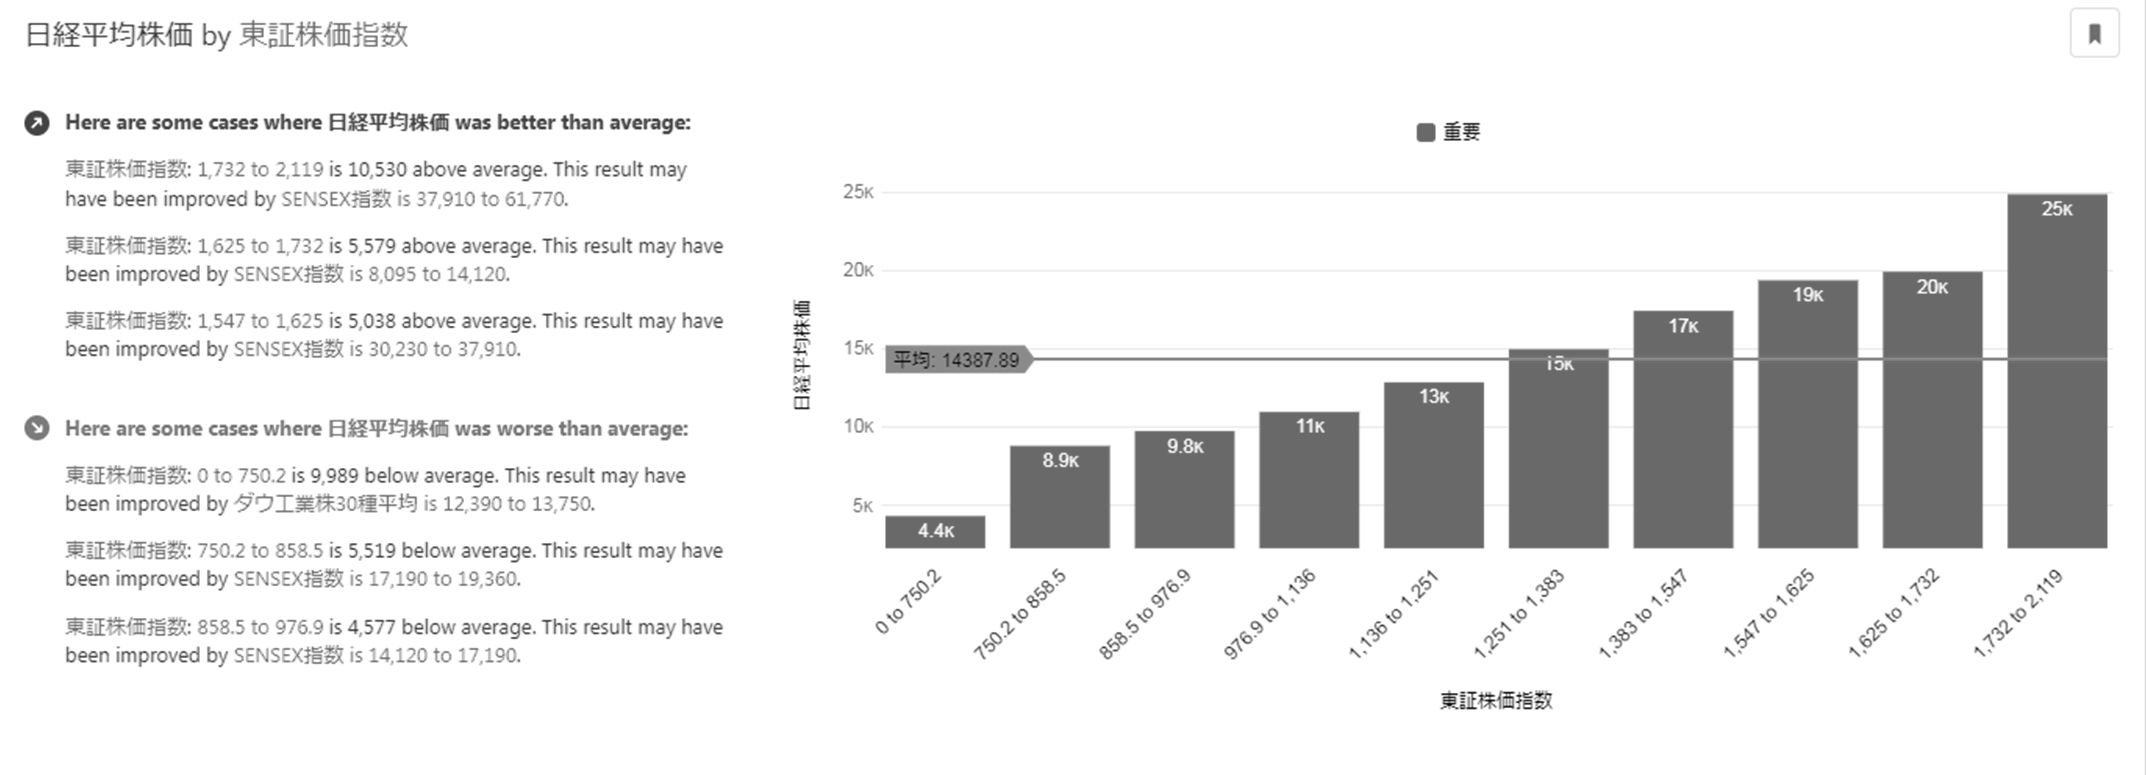 日経平均株価 by 東証株価指数
Here are some cases where 日経平均株価 was better than average:
東証株価指数: 1,732 to 2,119 is 10,530 above average. This result may
have been improved by SENSEX指数 is 37,910 to 61,770.
東証株価指数: 1,625 to 1,732 is 5,579 above average. This result may have
been improved by SENSEX指数 is 8,095 to 14,120.
東証株価指数: 1,547 to 1,625 is 5,038 above average. This result may have
been improved by SENSEX指数 is 30,230 to 37,910.
Here are some cases where 日経平均株価 was worse than average:
東証株価指数: 0 to 750.2 is 9,989 below average. This result may have
been improved by ダウ工業株30種平均 is 12,390 to 13,750.
東証株価指数: 750.2 to 858.5 is 5,519 below average. This result may have
been improved by SENSEX指数 is 17,190 to 19,360.
東証株価指数: 858.5 to 976.9 is 4,577 below average. This result may have
been improved by SENSEX指数 is 14,120 to 17,190.
重要
日経平均株価
25K
20K
15K
10K
5K
平均: 14387.89
4.4K
8.9K
9.8K
11K
13K
15K
17K
19K
20K
25K
0 to 750.2
750.2 to 858.5
858.5 to 976.9
976.9 to 1,136
1,136 to 1,251
1,251 to 1,383
1,383 to 1,547
1,547 to 1,625
1,625 to 1,732
1,732 to 2,119
東証株価指数